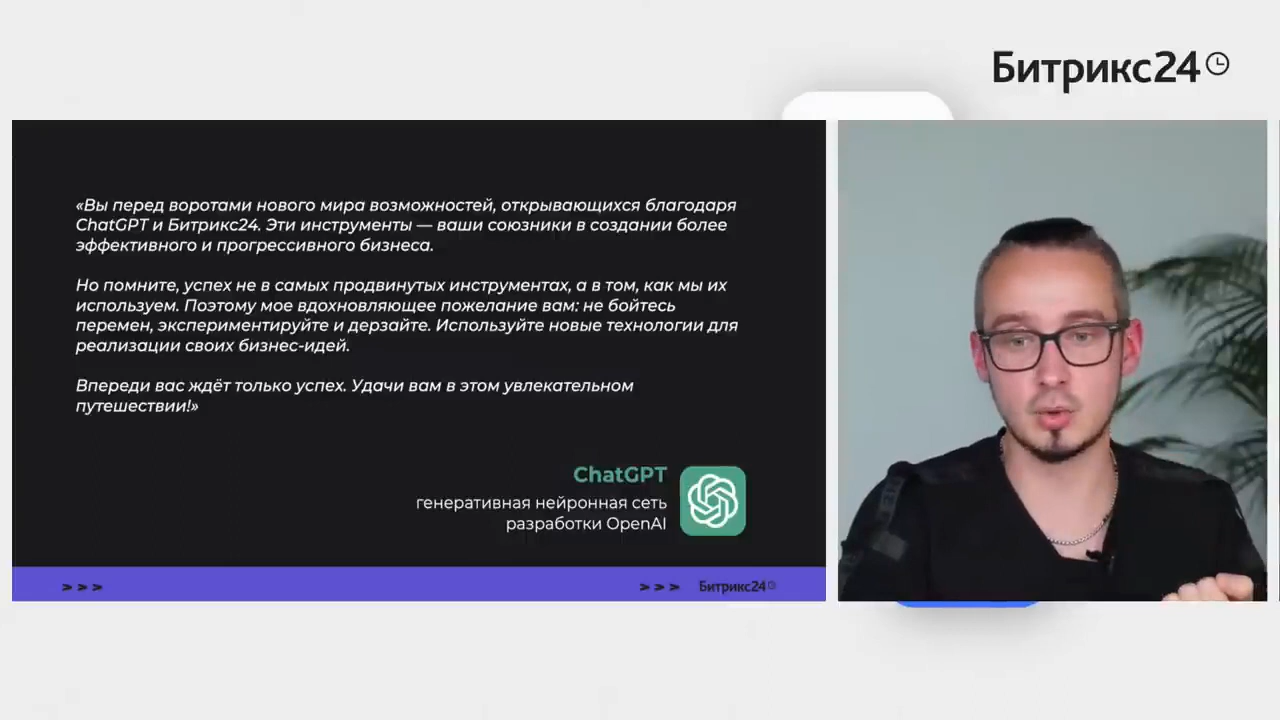 Битрикс24
«Вы перед воротами нового мира возможностей, открывающихся благодаря
ChatGPT и Битрикс24. Эти инструменты — ваши союзники в создании более
эффективного и прогрессивного бизнеса.
Но помните, успех не в самых продвинутых инструментах, а в том, как мы их
используем. Поэтому мое вдохновляющее пожелание вам: не бойтесь
перемен, экспериментируйте и дерзайте. Используйте новые технологии для
реализации своих бизнес-идей.
Впереди вас ждёт только успех. Удачи вам в этом увлекательном
путешествии!»
ChatGPT
генеративная нейронная сеть
разработки OpenAI
> > >
> > > Битрикс24